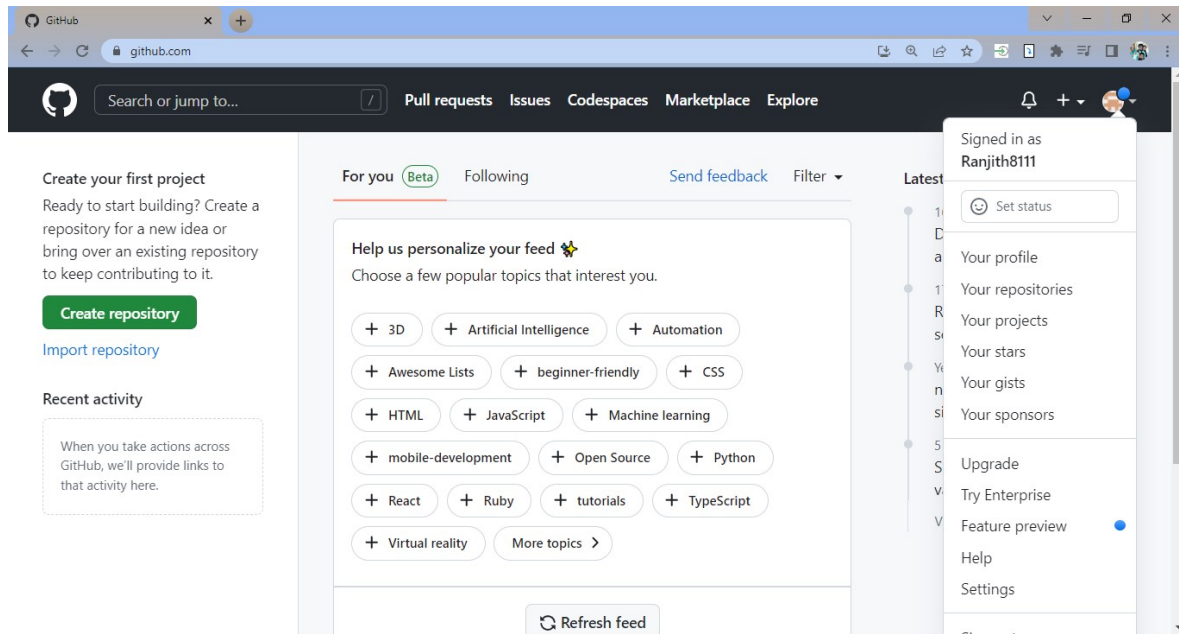 GitHub
github.com
Search or jump to...
/
Pull requests Issues Codespaces Marketplace Explore
Create your first project
Ready to start building? Create a
repository for a new idea or
bring over an existing repository
to keep contributing to it.
Create repository
Import repository
Recent activity
When you take actions across
GitHub, we'll provide links to
that activity here.
For you Beta Following Send feedback Filter
Help us personalize your feed
Choose a few popular topics that interest you.
3D Artificial Intelligence Automation
Awesome Lists beginner-friendly CSS
HTML JavaScript Machine learning
mobile-development Open Source Python
React Ruby tutorials TypeScript
Virtual reality More topics
Refresh feed
Latest
Signed in as
Ranjith8111
Set status
Your profile
Your repositories
Your projects
Your stars
Your gists
Your sponsors
Upgrade
Try Enterprise
Feature preview
Help
Settings